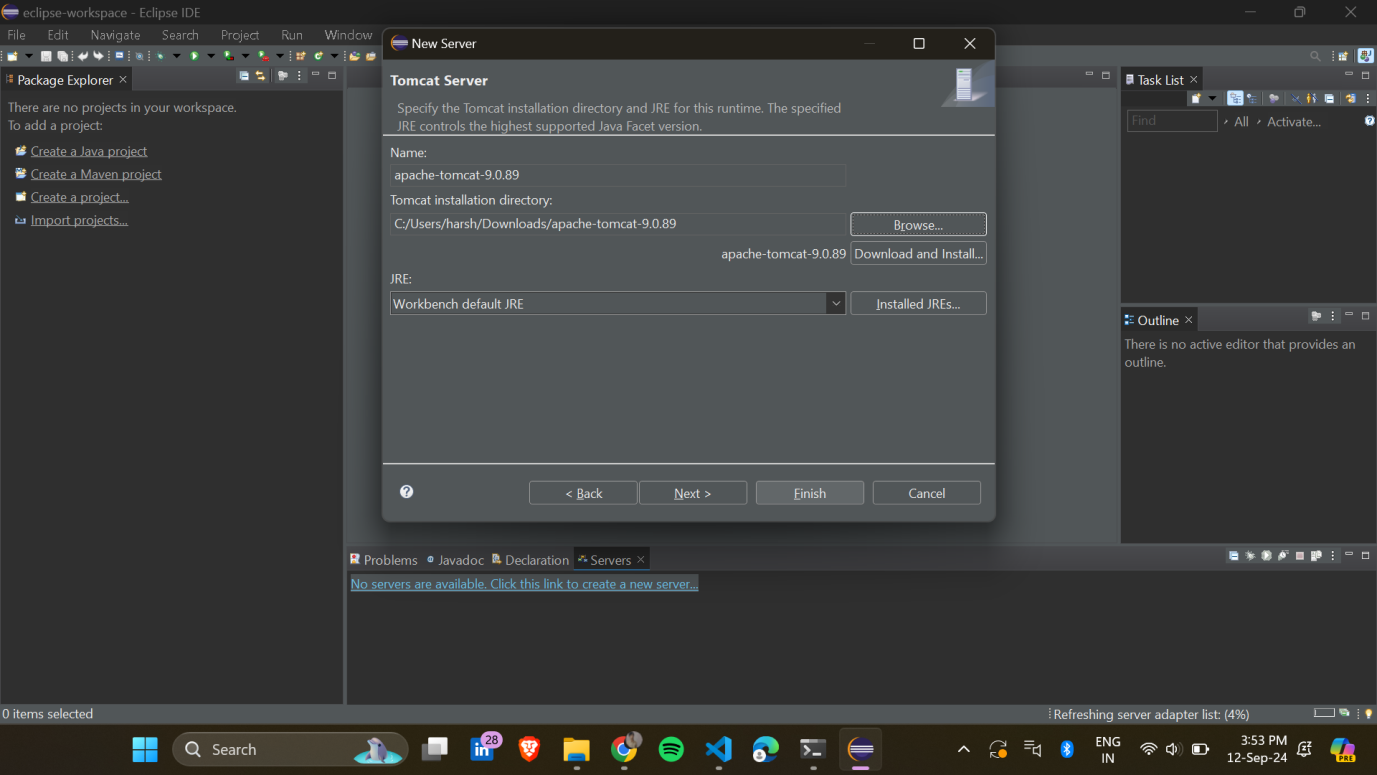 eclipse-workspace - Eclipse IDE
File Edit Navigate Search Project Run Window
New Server
Package Explorer
There are no projects in your workspace.
To add a project:
Create a Java project
Create a Maven project
Create a project...
Import projects...
Tomcat Server
Specify the Tomcat installation directory and JRE for this runtime. The specified
JRE controls the highest supported Java Facet version.
Name:
apache-tomcat-9.0.89
Tomcat installation directory:
C:/Users/harsh/Downloads/apache-tomcat-9.0.89
Browse...
apache-tomcat-9.0.89
Download and Install...
JRE:
Workbench default JRE
Installed JREs...
?
< Back
Next >
Finish
Cancel
Task List
Find
All
Activate...
Outline
There is no active editor that provides an
outline.
Problems Javadoc Declaration Servers
No servers are available. Click this link to create a new server...
0 items selected
Refreshing server adapter list: (4%)
Search
28
ENG
IN
3:53 PM
12-Sep-24
PRE